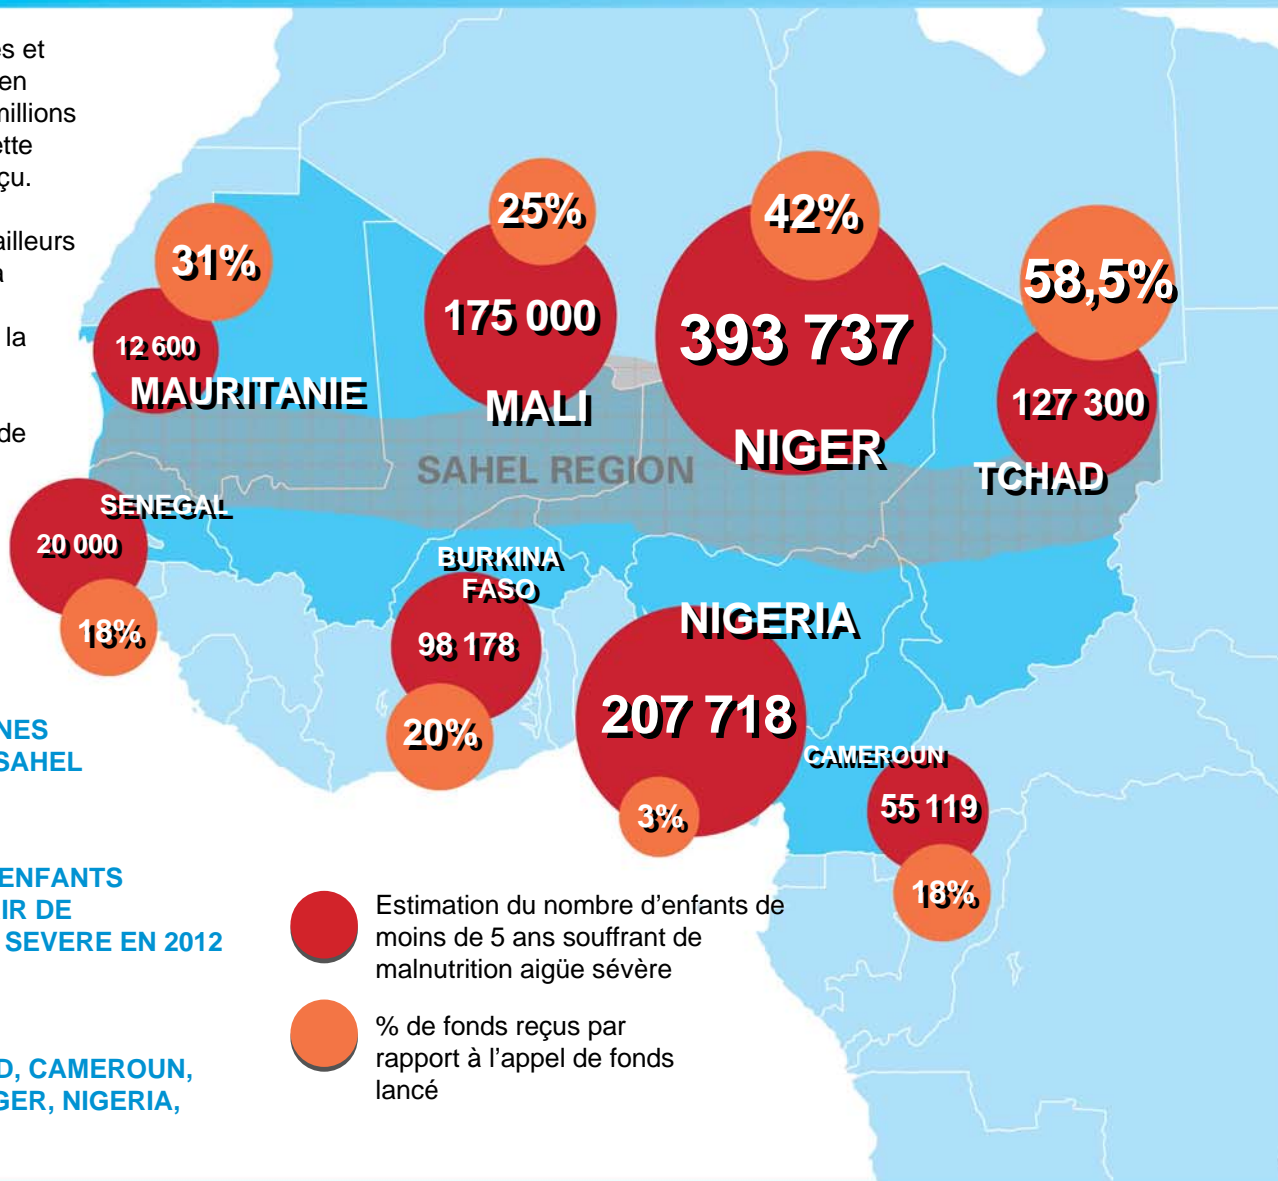 s et
en
millions
ette
çu.
ailleurs
a
la
de
31%
12 600
MAURITANIE
25%
175 000
MALI
42%
393 737
NIGER
58,5%
127 300
TCHAD
SAHEL REGION
SENEGAL
20 000
18%
BURKINA
FASO
98 178
20%
NIGERIA
207 718
3%
CAMEROUN
55 119
18%
NES
SAHEL
ENFANTS
IR DE
SEVERE EN 2012
D, CAMEROUN,
GER, NIGERIA,
Estimation du nombre d’enfants de
moins de 5 ans souffrant de
malnutrition aigüe sévère
% de fonds reçus par
rapport à l’appel de fonds
lancé